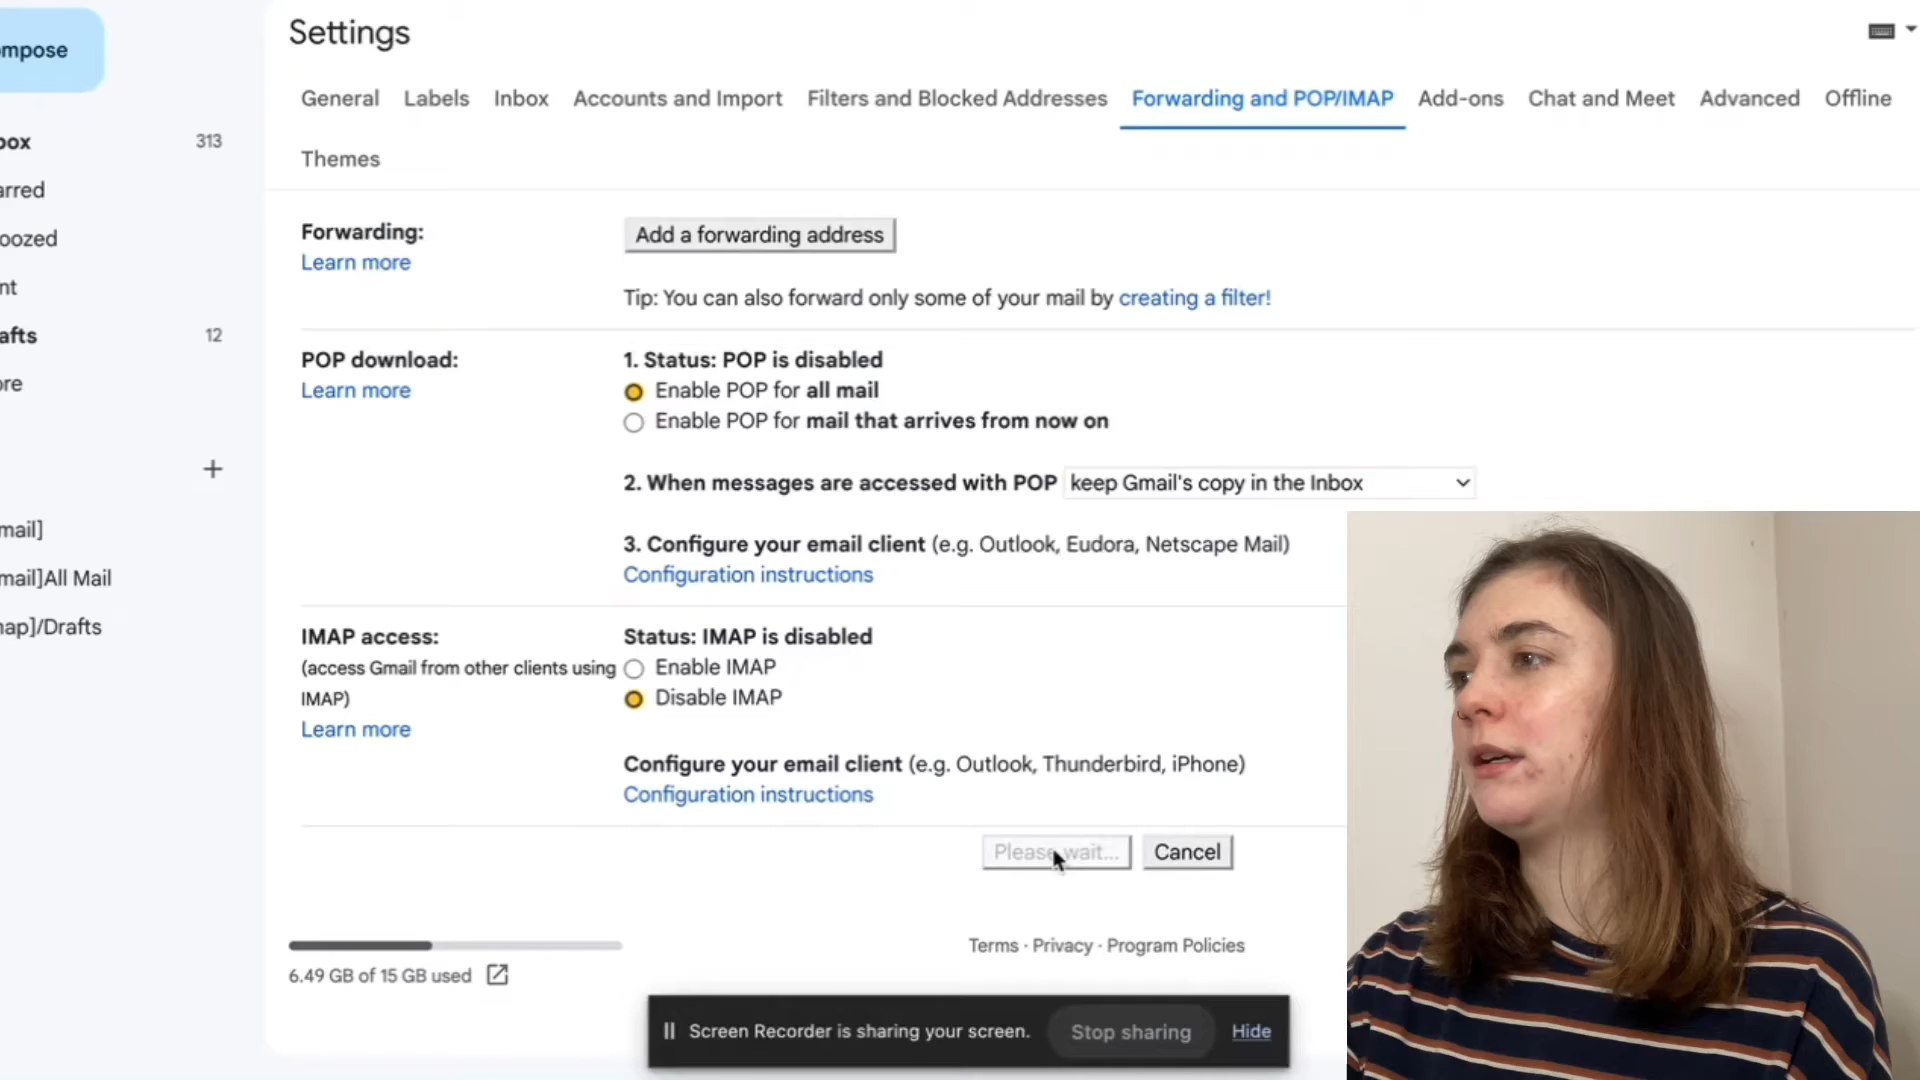 ompose
Settings
General Labels Inbox Accounts and Import Filters and Blocked Addresses Forwarding and POP/IMAP Add-ons Chat and Meet Advanced Offline
Themes
box 313
arred
oozed
nt
afts 12
ore
+
mail]
mail]All Mail
map]/Drafts
Forwarding:
Learn more
Add a forwarding address
Tip: You can also forward only some of your mail by creating a filter!
POP download:
Learn more
1. Status: POP is disabled
Enable POP for all mail
Enable POP for mail that arrives from now on
2. When messages are accessed with POP keep Gmail's copy in the Inbox
3. Configure your email client (e.g. Outlook, Eudora, Netscape Mail)
Configuration instructions
IMAP access:
(access Gmail from other clients using
IMAP)
Learn more
Status: IMAP is disabled
Enable IMAP
Disable IMAP
Configure your email client (e.g. Outlook, Thunderbird, iPhone)
Configuration instructions
Please wait... Cancel
6.49 GB of 15 GB used
Terms · Privacy · Program Policies
Screen Recorder is sharing your screen. Stop sharing Hide